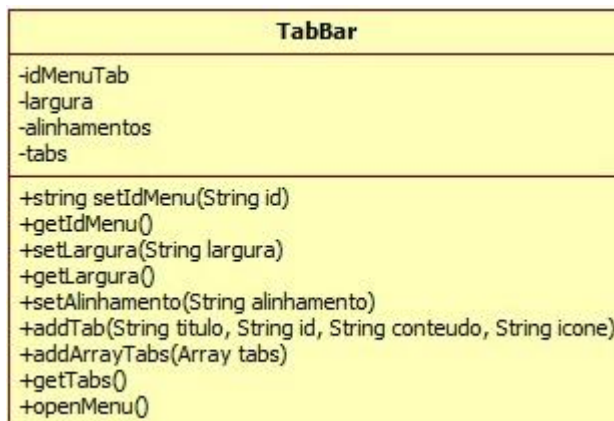 TabBar
-idMenuTab
-largura
-alinhamentos
-tabs
+string setIdMenu(String id)
+getIdMenu()
+setLargura(String largura)
+getLargura()
+setAlinhamento(String alinhamento)
+addTab(String titulo, String id, String conteudo, String icone)
+addArrayTabs(Array tabs)
+getTabs()
+openMenu()